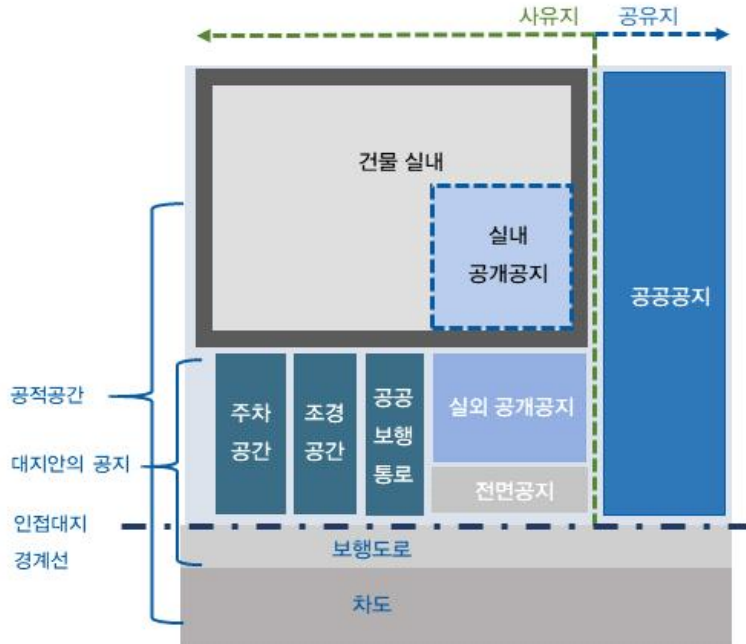 사유지
공유지
건물 실내
실내
공개공지
공공공지
공적공간
대지안의 공지
인접대지
경계선
주차
공간
조경
공간
공공
보행
통로
실외 공개공지
전면공지
보행도로
차도